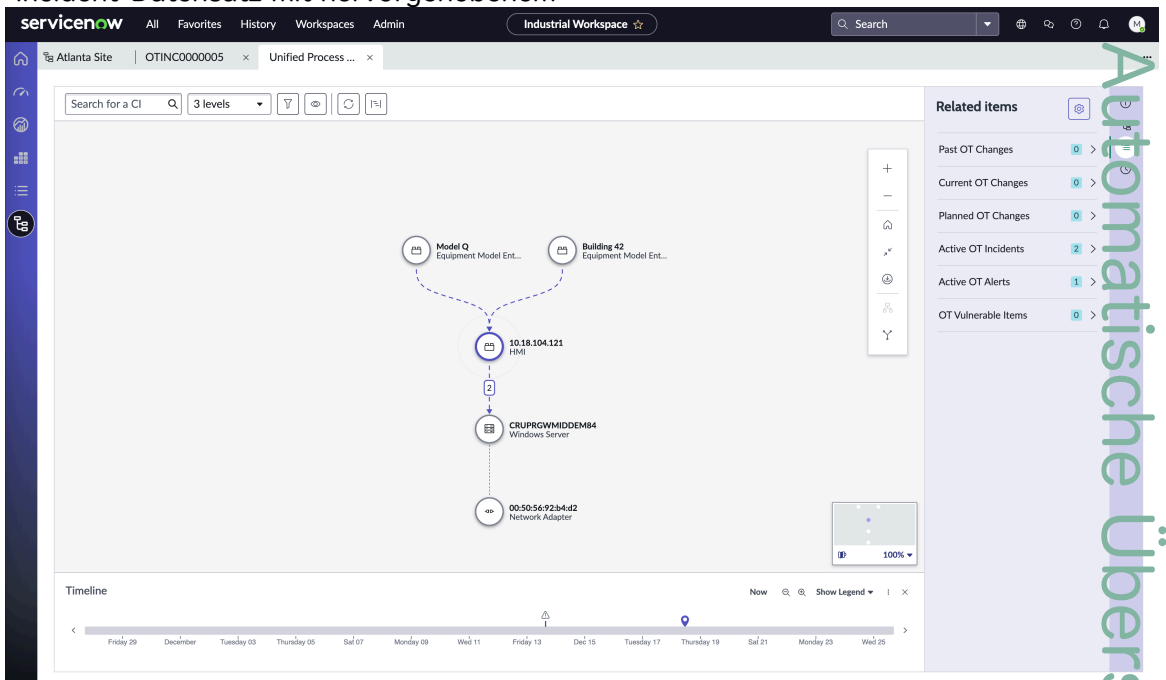 Incident-Datensatz mit hervorgehobenem
servicenow All Favorites History Workspaces Admin
Industrial Workspace
Search
M
Atlanta Site
OTINC0000005 ×
Unified Process ... ×
Search for a CI
3 levels
Model Q
Equipment Model Ent...
Building 42
Equipment Model Ent...
10.18.104.121
HMI
2
CRUPRGWMIDDEM84
Windows Server
00:50:56:92:b4:d2
Network Adapter
100%
Related items
Past OT Changes 0
Current OT Changes 0
Planned OT Changes 0
Active OT Incidents 2
Active OT Alerts 1
OT Vulnerable Items 0
Timeline
Now
Show Legend
Friday 29 December Tuesday 03 Thursday 05 Sat 07 Monday 09 Wed 11 Friday 13 Dec 15 Tuesday 17 Thursday 19 Sat 21 Monday 23 Wed 25
Automatische Übers